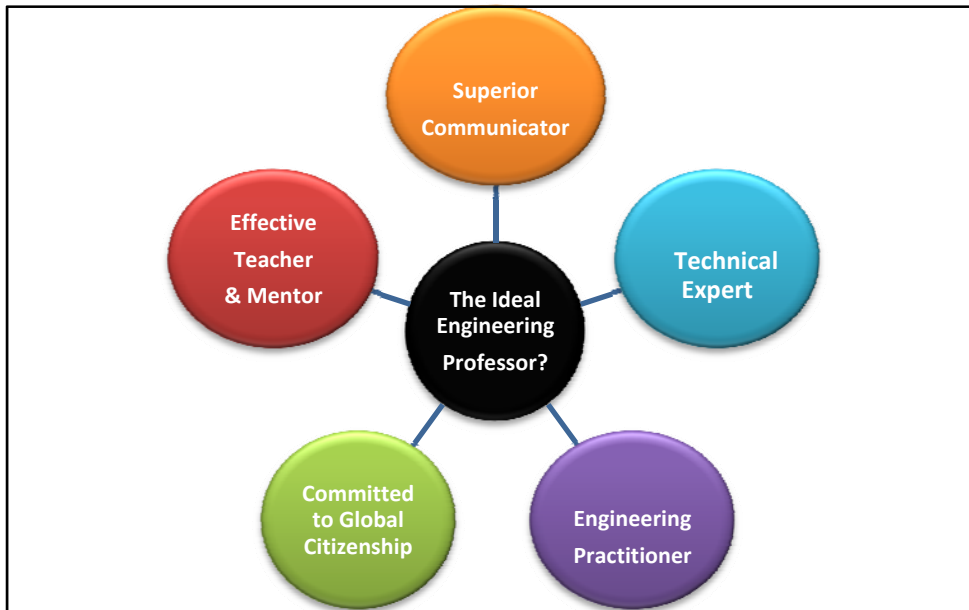 Superior
Communicator
Effective
Teacher
& Mentor
Technical
Expert
The Ideal
Engineering
Professor?
Committed
to Global
Citizenship
Engineering
Practitioner